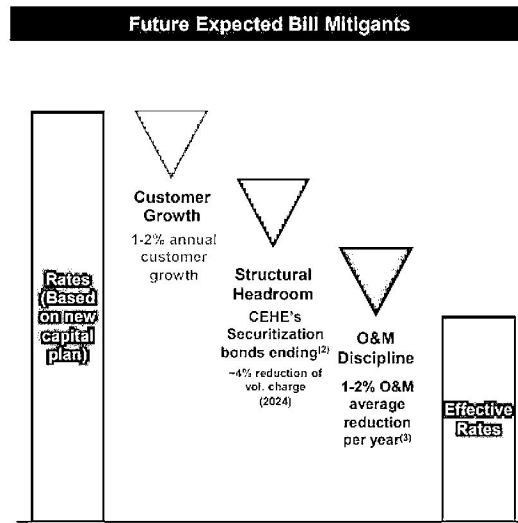 Future Expected Bill Mitigants
Rates
(Based
on new
capital
plan)
Customer
Growth
1-2% annual
customer
growth
Structural
Headroom
CEHE's
Securitization
bonds ending(2)
~4% reduction of
vol. charge
(2024)
O&M
Discipline
1-2% O&M
average
reduction
per year(3)
Effective
Rates